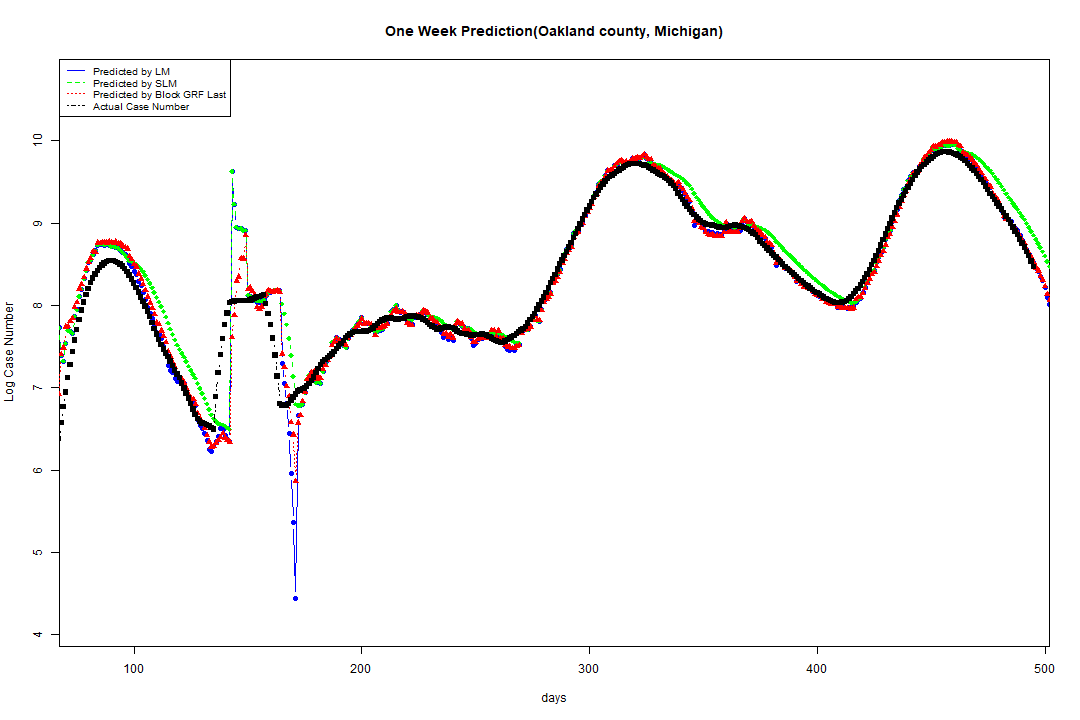 One Week Prediction(Oakland county, Michigan)
Predicted by LM
Predicted by SLM
Predicted by Block GRF Last
Actual Case Number
10
9
8
7
6
5
4
Log Case Number
100 200 300 400 500
days